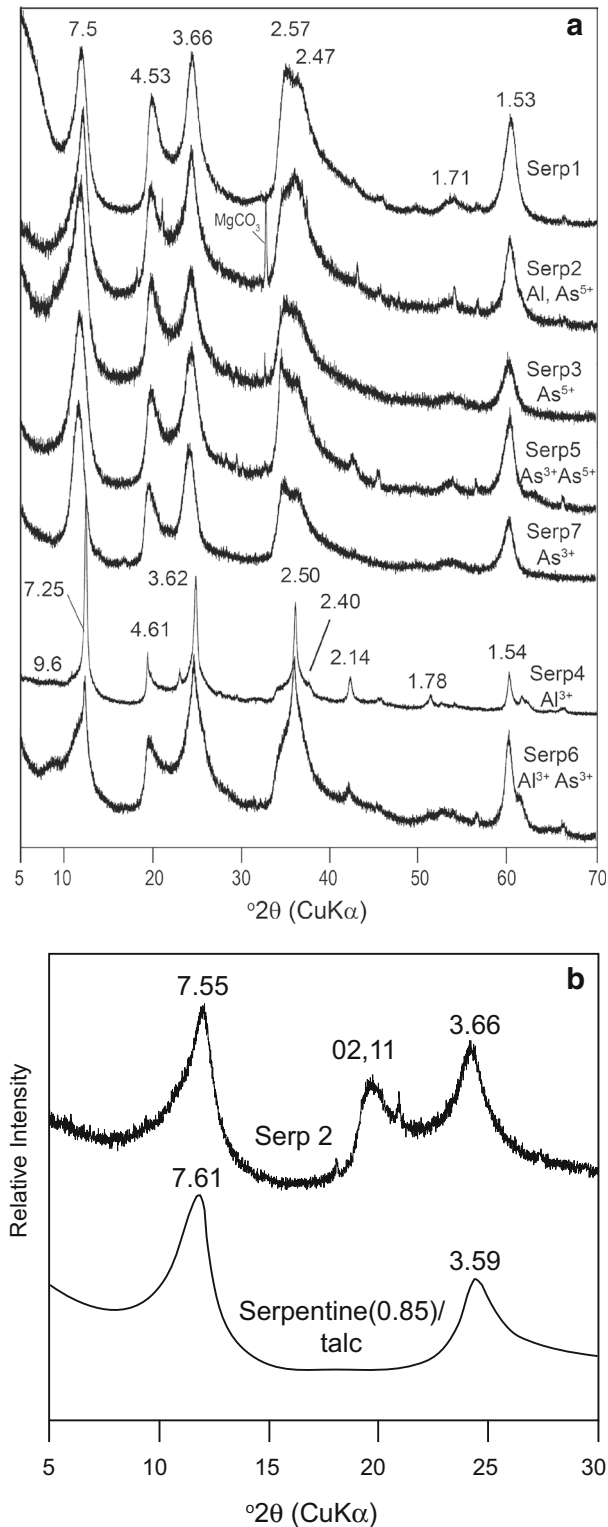 a
7.5
4.53
3.66
2.57
2.47
1.71
1.53
Serp1
MgCO3
Serp2
Al, As5+
Serp3
As5+
Serp5
As3+As5+
Serp7
As3+
7.25
9.6
4.61
3.62
2.50
2.40
2.14
1.78
1.54
Serp4
Al3+
Serp6
Al3+ As3+
5 10 20 30 40 50 60 70
°2θ (CuKα)
b
Relative Intensity
7.55
02,11
3.66
Serp 2
7.61
3.59
Serpentine(0.85)/
talc
5 10 15 20 25 30
°2θ (CuKα)